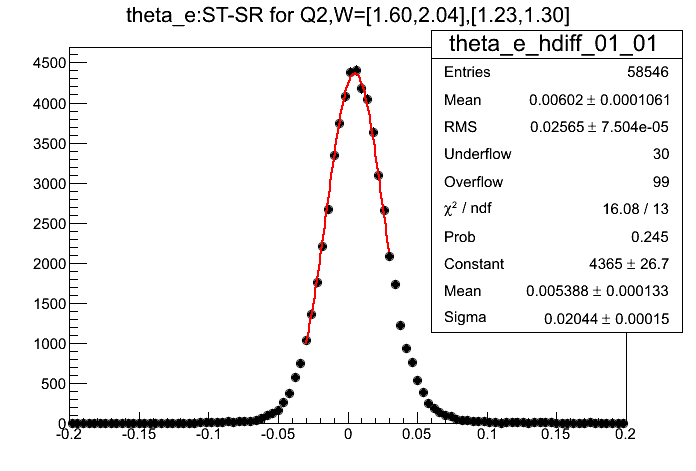 theta_e:ST-SR for Q2,W=[1.60,2.04],[1.23,1.30]
theta_e_hdiff_01_01
Entries 58546
Mean 0.00602 ± 0.0001061
RMS 0.02565 ± 7.504e-05
Underflow 30
Overflow 99
χ² / ndf 16.08 / 13
Prob 0.245
Constant 4365 ± 26.7
Mean 0.005388 ± 0.000133
Sigma 0.02044 ± 0.00015
4500
4000
3500
3000
2500
2000
1500
1000
500
0
-0.2 -0.15 -0.1 -0.05 0 0.05 0.1 0.15 0.2